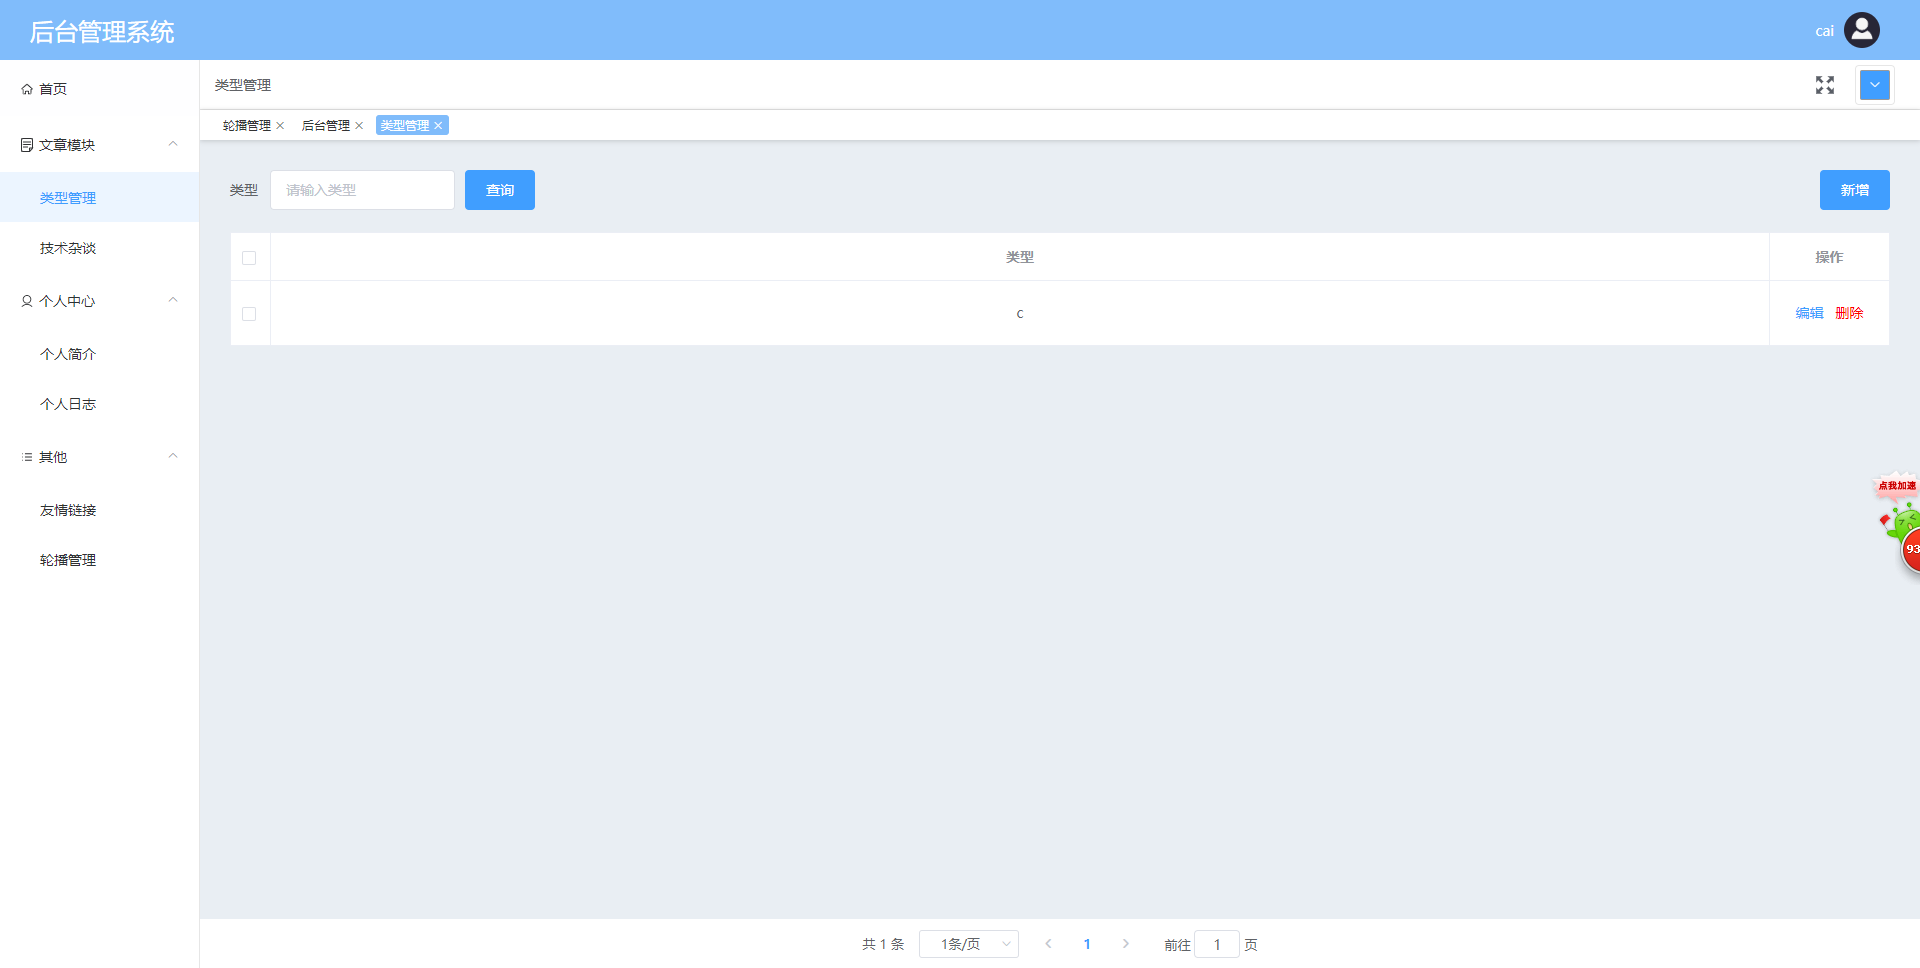 后台管理系统
cai
首页
类型管理
文章模块
轮播管理 后台管理 类型管理
类型管理
类型 请输入类型 查询 新增
技术杂谈
类型 操作
个人中心
c 编辑 删除
个人简介
个人日志
其他
点我加速
友情链接
93
轮播管理
共 1 条 1条/页 1 前往 1 页